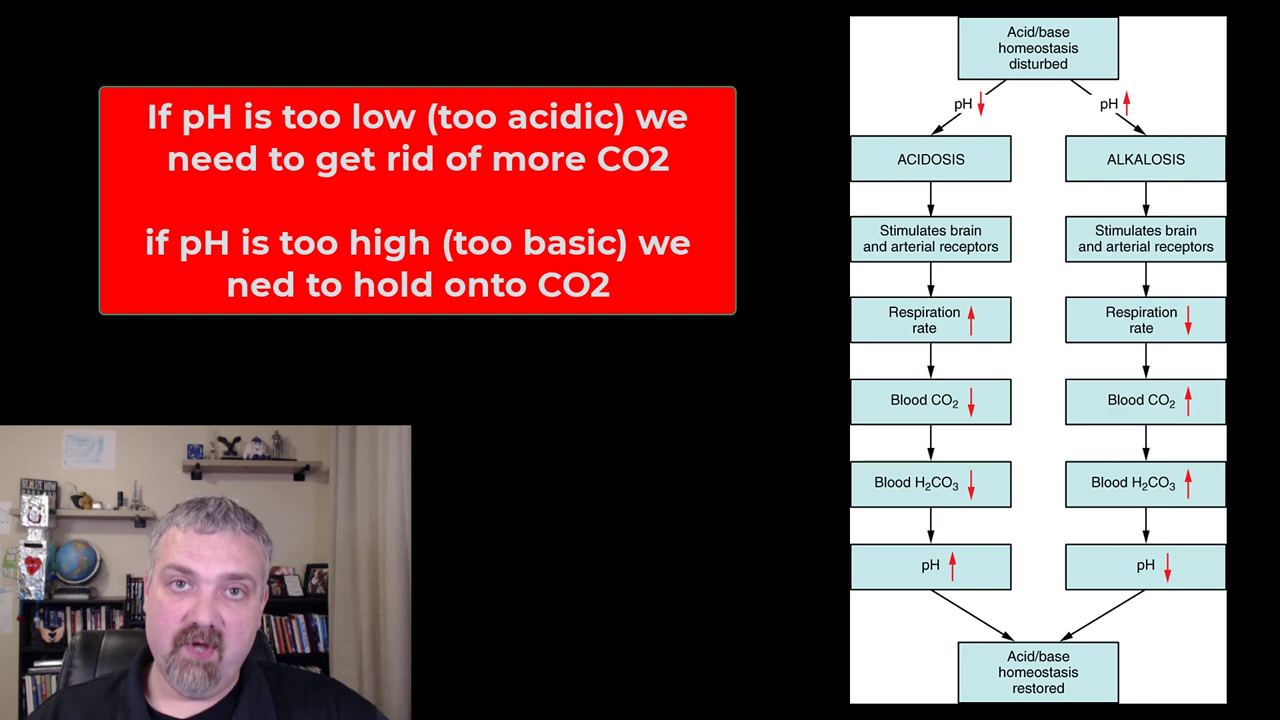 If pH is too low (too acidic) we
need to get rid of more CO2
if pH is too high (too basic) we
ned to hold onto CO2
Acid/base
homeostasis
disturbed
pH
pH
ACIDOSIS
ALKALOSIS
Stimulates brain
and arterial receptors
Stimulates brain
and arterial receptors
Respiration
rate
Respiration
rate
Blood CO₂
Blood CO₂
Blood H₂CO₃
Blood H₂CO₃
pH
pH
Acid/base
homeostasis
restored
REALIZE HOW